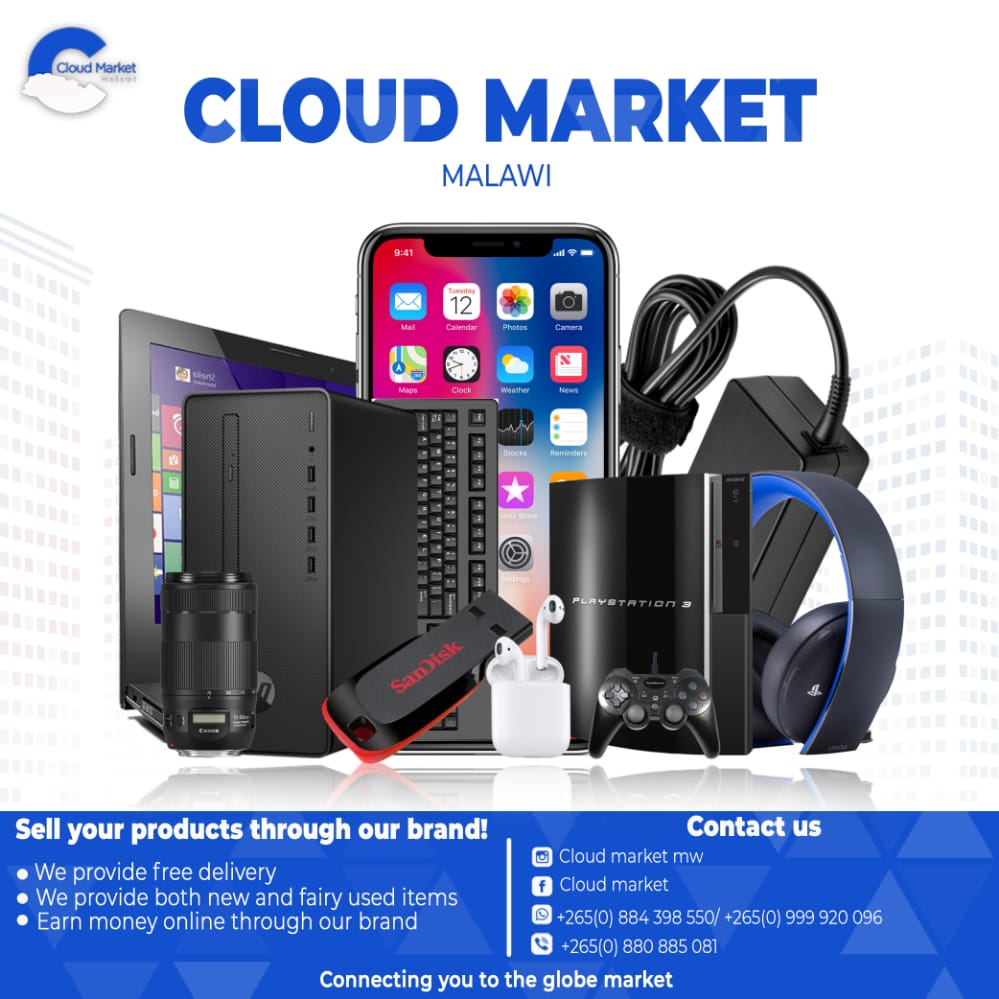 Cloud Market
Malawi
CLOUD MARKET
MALAWI
9:41
Tuesday
12
Mail
Calendar
Photos
Camera
Maps
Clock
Weather
News
Stocks
Reminders
unes Store
Settings
SONY
PLAYSTATION 3
SanDisk
Canon
Sell your products through our brand!
• We provide free delivery
• We provide both new and fairy used items
• Earn money online through our brand
Contact us
Cloud market mw
Cloud market
+265(0) 884 398 550/ +265(0) 999 920 096
+265(0) 880 885 081
Connecting you to the globe market